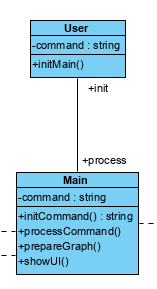 User
-command : string
+initMain()
+init
+process
Main
-command : string
+initCommand() : string
+processCommand()
+prepareGraph()
+showUI()